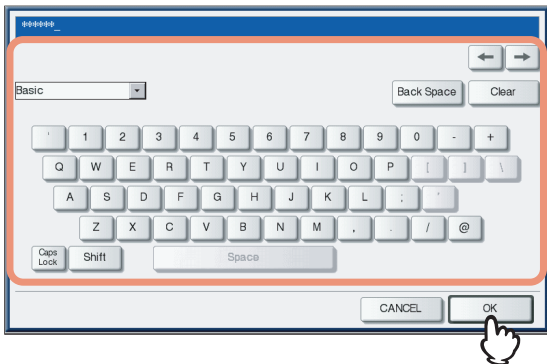 ******_
← →
Basic Back Space Clear
' 1 2 3 4 5 6 7 8 9 0 - +
Q W E R T Y U I O P [ ] \
A S D F G H J K L ; '
Z X C V B N M , . / @
Caps Lock Shift Space
CANCEL OK